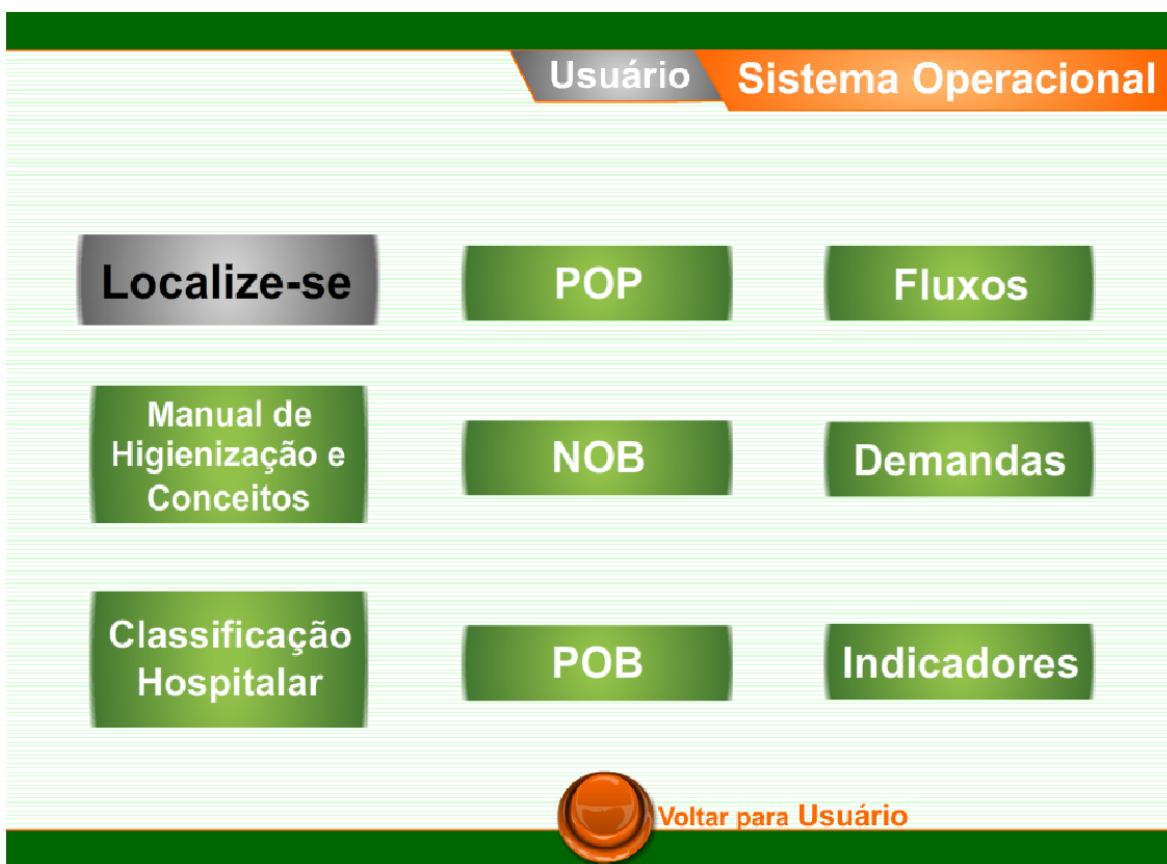 Usuário
Sistema Operacional
Localize-se
POP
Fluxos
Manual de
Higienização e
Conceitos
NOB
Demandas
Classificação
Hospitalar
POB
Indicadores
Voltar para Usuário